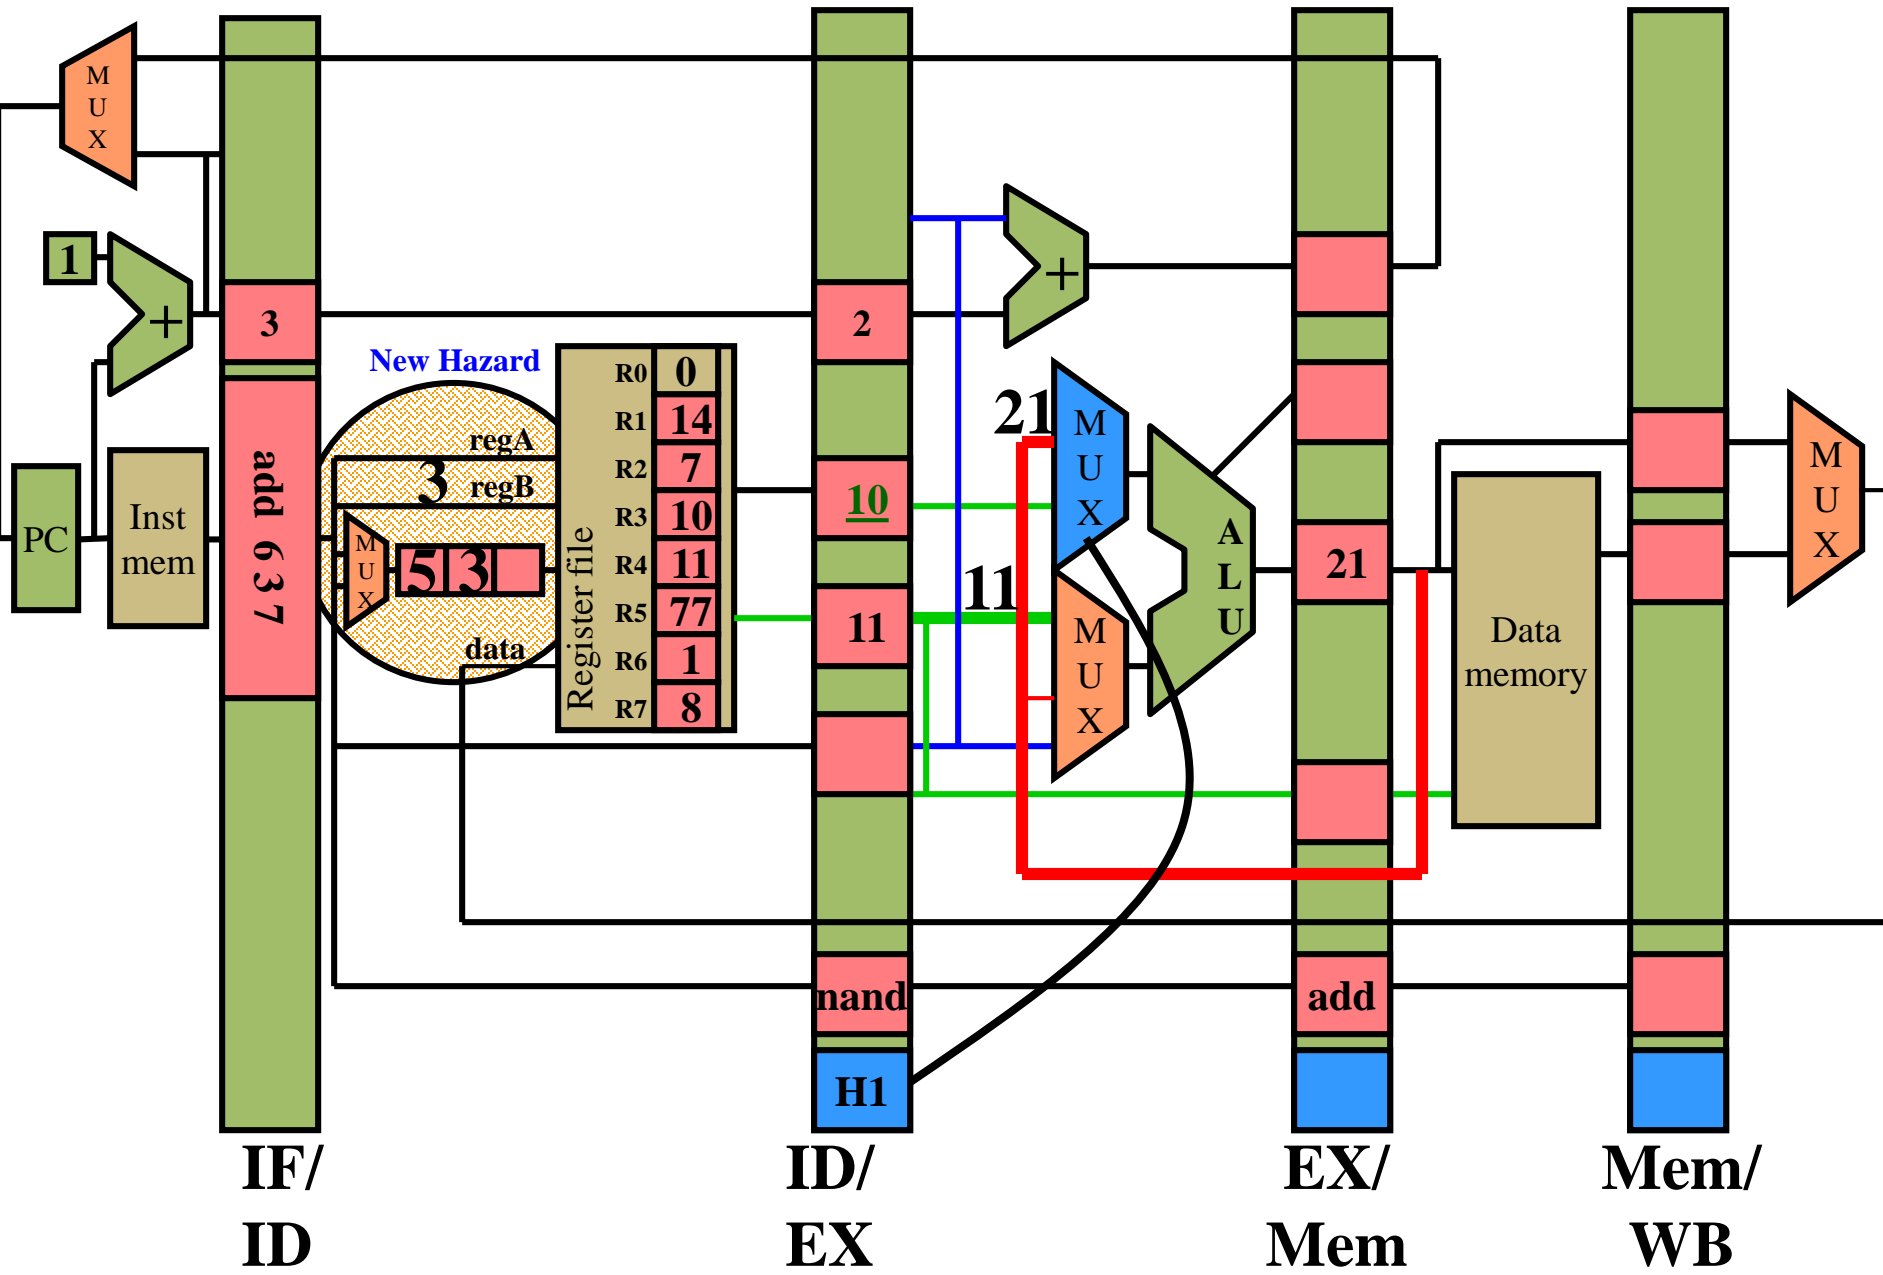 M
U
X
1
+
3
2
+
New Hazard
R0 0
R1 14
R2 7
R3 10
R4 11
R5 77
R6 1
R7 8
Register file
regA
3 regB
M
U
X
5 3
data
add 6 3 7
PC
Inst
mem
10
11
21
11
M
U
X
M
U
X
A
L
U
21
Data
memory
M
U
X
nand
add
H1
IF/
ID
ID/
EX
EX/
Mem
Mem/
WB